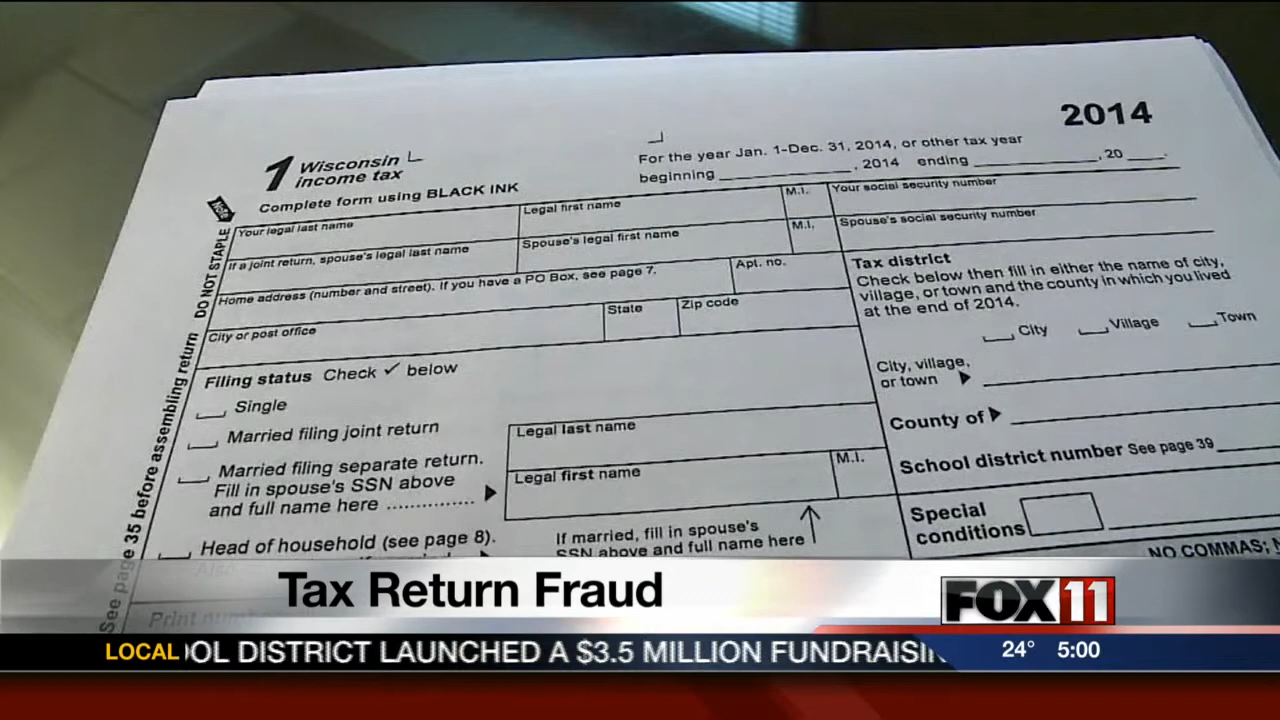 2014
1 Wisconsin
income tax
For the year Jan. 1-Dec. 31, 2014, or other tax year
beginning , 2014 ending , 20
Complete form using BLACK INK
DO NOT STAPLE
See page 35 before assembling return
Your legal last name
Legal first name
M.I.
Your social security number
If a joint return, spouse's legal last name
Spouse's legal first name
M.I.
Spouse's social security number
Home address (number and street). If you have a PO Box, see page 7.
Apt. no.
City or post office
State
Zip code
Tax district
Check below then fill in either the name of city,
village, or town and the county in which you lived
at the end of 2014.
City Village Town
City, village,
or town
County of
School district number See page 39
Special
conditions
Filing status Check ✓ below
Single
Married filing joint return
Married filing separate return.
Fill in spouse's SSN above
and full name here ..............
Legal last name
Legal first name
M.I.
Head of household (see page 8).
If married, fill in spouse's
SSN above and full name here
NO COMMAS;
Print
Tax Return Fraud
FOX 11
LOCAL OL DISTRICT LAUNCHED A $3.5 MILLION FUNDRAISIN
24° 5:00